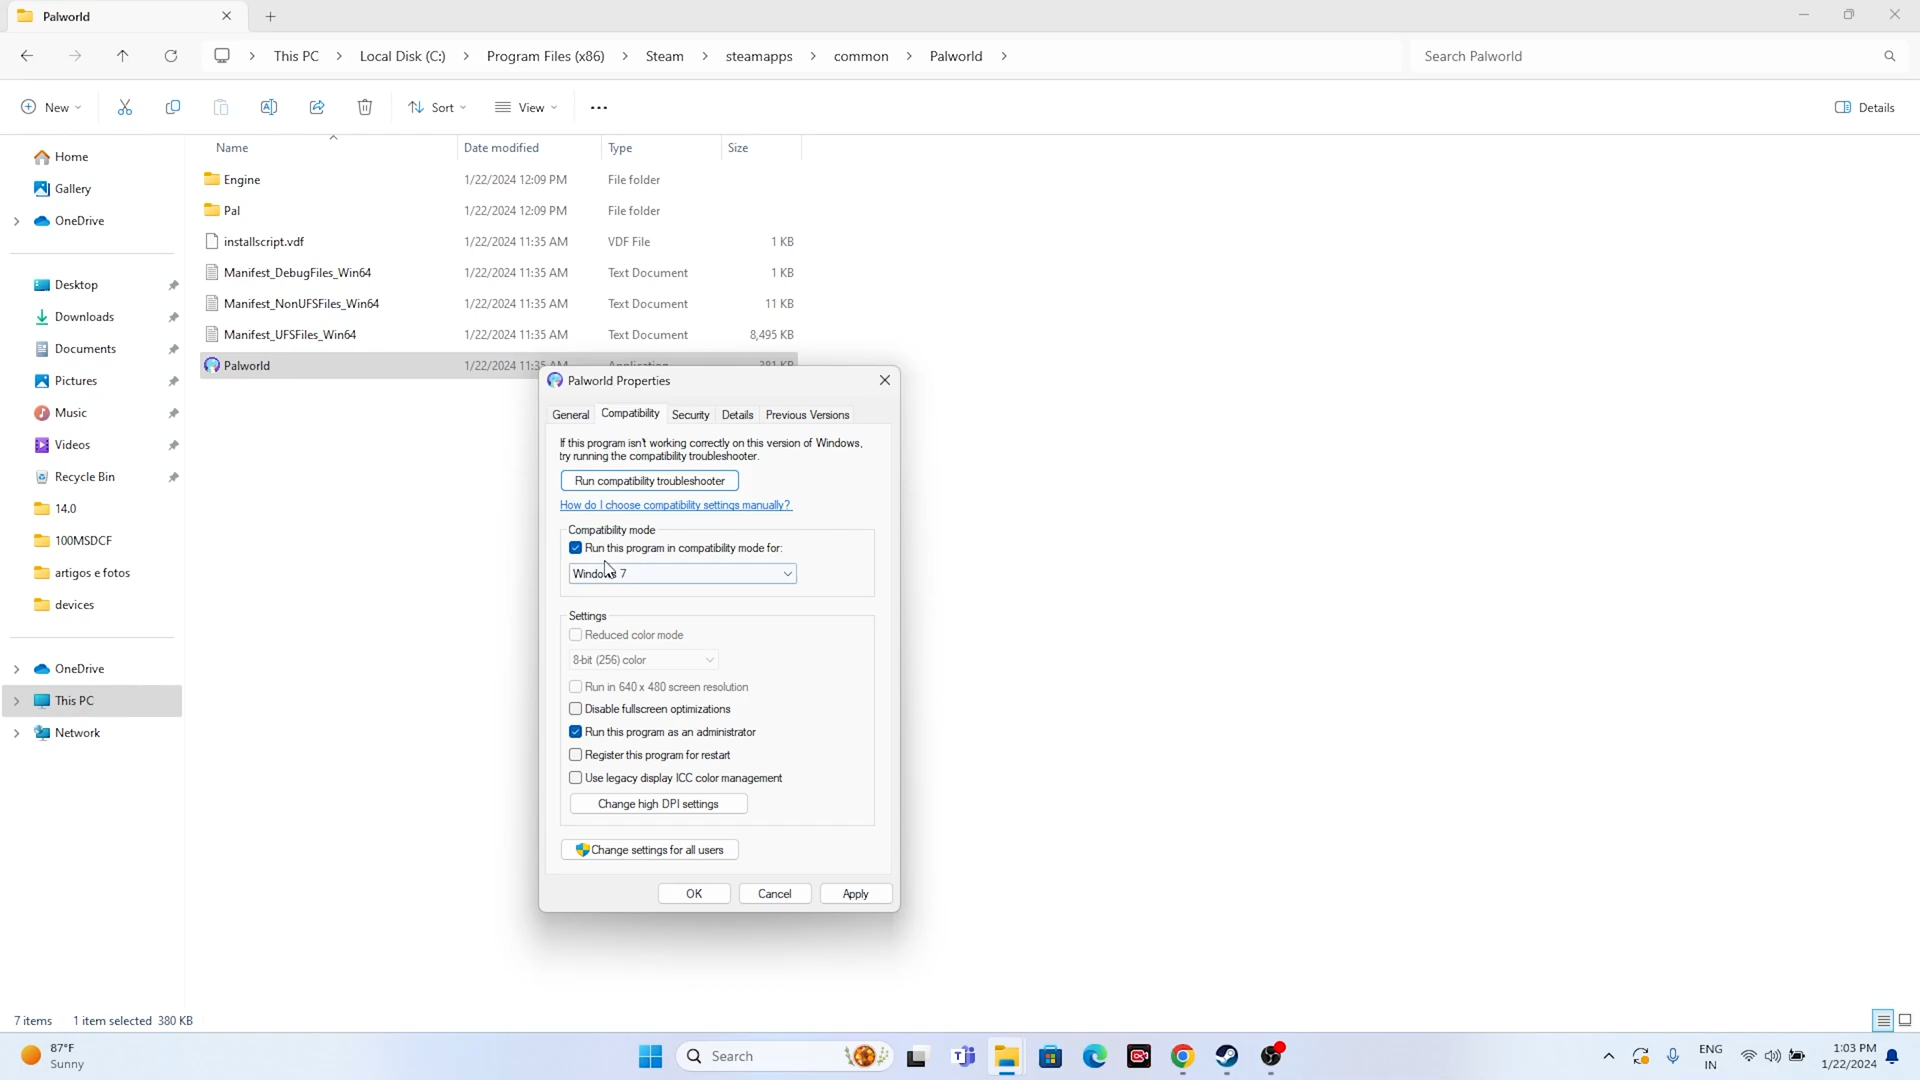 Palworld
This PC > Local Disk (C:) > Program Files (x86) > Steam > steamapps > common > Palworld >
Search Palworld
New
Sort
View
Details
Name
Date modified
Type
Size
Home
Gallery
OneDrive
Desktop
Downloads
Documents
Pictures
Music
Videos
Recycle Bin
14.0
100MSDCF
artigos e fotos
devices
OneDrive
This PC
Network
Engine 1/22/2024 12:09 PM File folder
Pal 1/22/2024 12:09 PM File folder
installscript.vdf 1/22/2024 11:35 AM VDF File 1 KB
Manifest_DebugFiles_Win64 1/22/2024 11:35 AM Text Document 1 KB
Manifest_NonUFSFiles_Win64 1/22/2024 11:35 AM Text Document 11 KB
Manifest_UFSFiles_Win64 1/22/2024 11:35 AM Text Document 8,495 KB
Palworld 1/22/2024 11:35 AM Application 381 KB
Palworld Properties
General Compatibility Security Details Previous Versions
If this program isn't working correctly on this version of Windows,
try running the compatibility troubleshooter.
Run compatibility troubleshooter
How do I choose compatibility settings manually?
Compatibility mode
Run this program in compatibility mode for:
Windows 7
Settings
Reduced color mode
8-bit (256) color
Run in 640 x 480 screen resolution
Disable fullscreen optimizations
Run this program as an administrator
Register this program for restart
Use legacy display ICC color management
Change high DPI settings
Change settings for all users
OK Cancel Apply
7 items 1 item selected 380 KB
87°F
Sunny
Search
ENG
IN
1:03 PM
1/22/2024